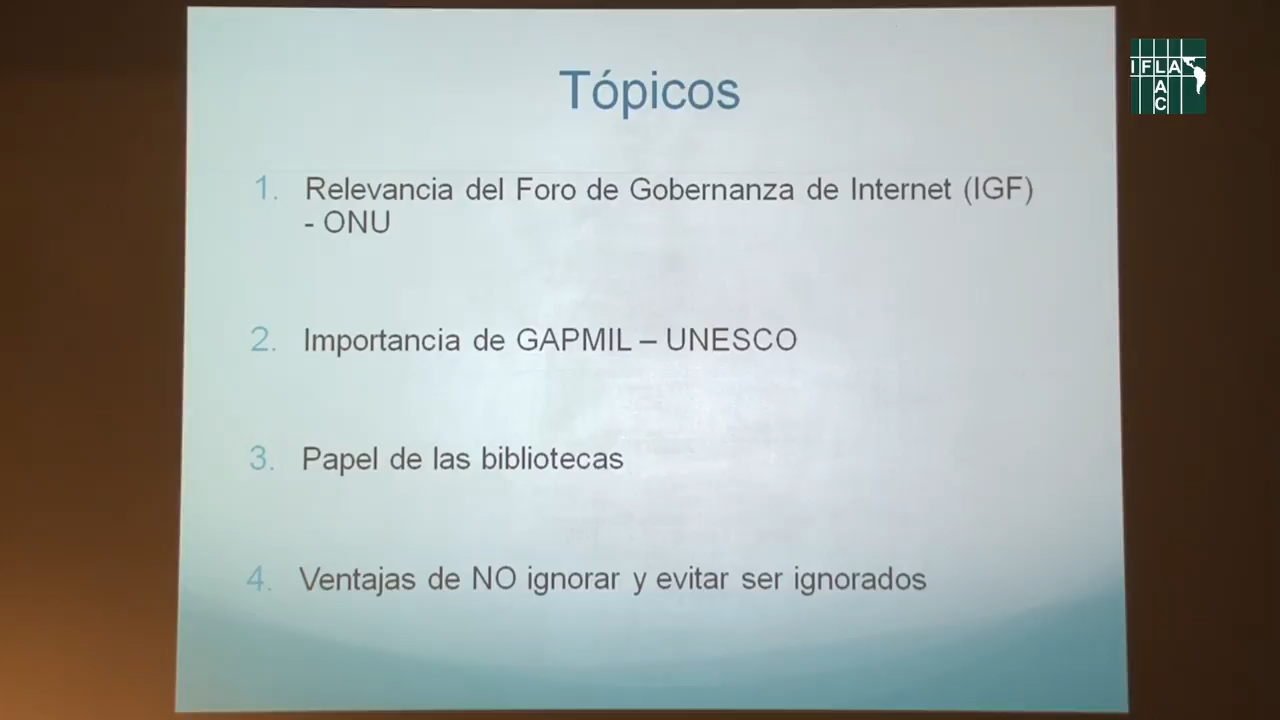 Tópicos
1. Relevancia del Foro de Gobernanza de Internet (IGF)
- ONU
2. Importancia de GAPMIL – UNESCO
3. Papel de las bibliotecas
4. Ventajas de NO ignorar y evitar ser ignorados
IFLA
A
C